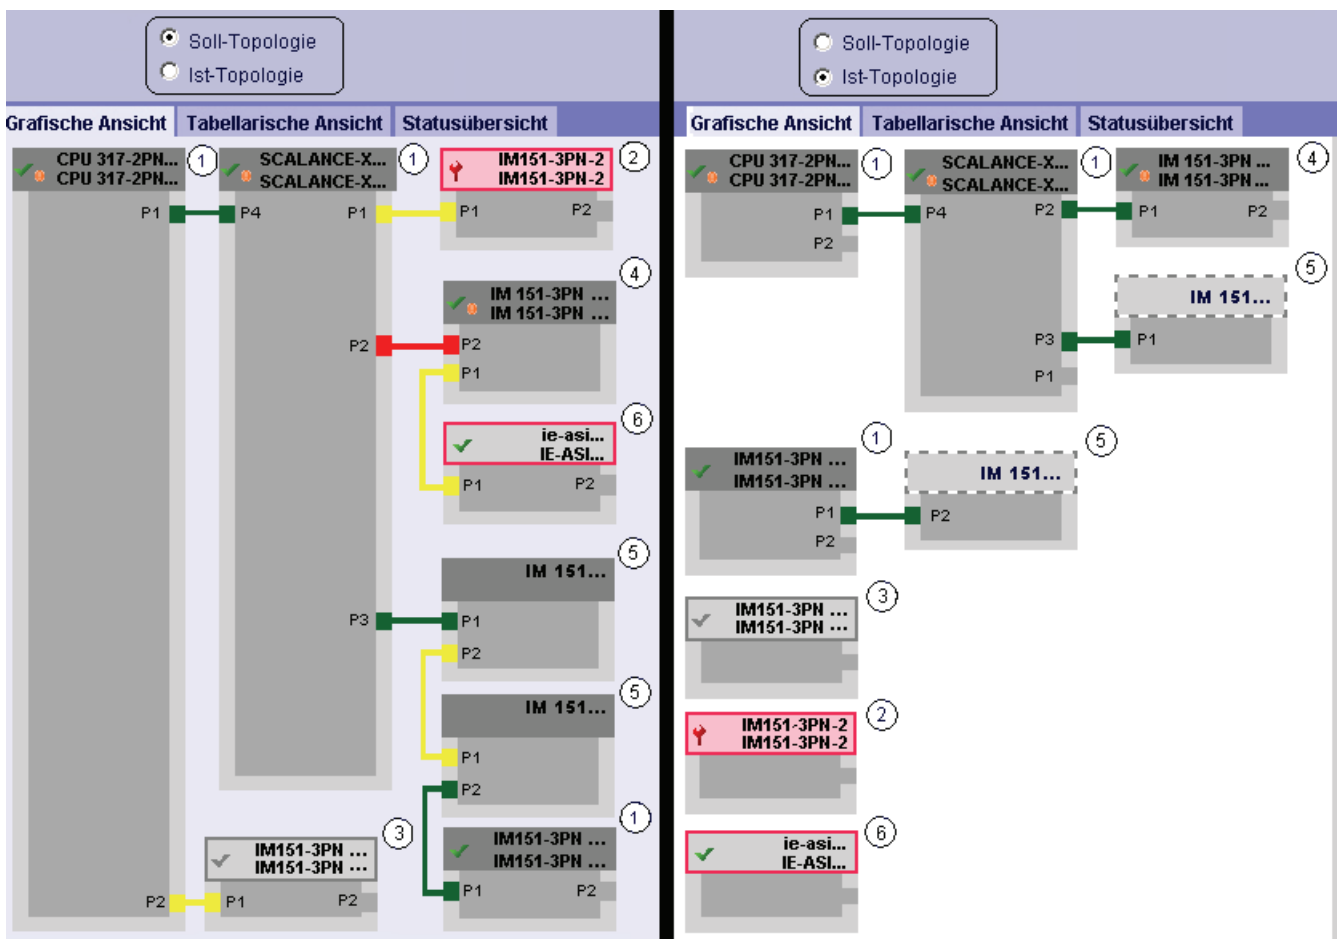 Soll-Topologie
Ist-Topologie
Grafische Ansicht Tabellarische Ansicht Statusübersicht
CPU 317-2PN...
CPU 317-2PN...
1
SCALANCE-X...
SCALANCE-X...
1
IM151-3PN-2
IM151-3PN-2
2
P1 P4 P1 P1 P2
4
IM 151-3PN ...
IM 151-3PN ...
P2 P2
P1
6
ie-asi...
IE-ASI...
P1 P2
5
IM 151...
P3 P1
P2
5
IM 151...
P1
P2
1
IM151-3PN ...
IM151-3PN ...
P1 P2
3
IM151-3PN ...
IM151-3PN ...
P2 P1 P2
Soll-Topologie
Ist-Topologie
Grafische Ansicht Tabellarische Ansicht Statusübersicht
CPU 317-2PN...
CPU 317-2PN...
1
SCALANCE-X...
SCALANCE-X...
1
IM 151-3PN ...
IM 151-3PN ...
4
P1 P4 P2 P1 P2
P2
5
IM 151...
P3 P1
P1
1
IM151-3PN ...
IM151-3PN ...
5
IM 151...
P1 P2
P2
3
IM151-3PN ...
IM151-3PN ...
2
IM151-3PN-2
IM151-3PN-2
6
ie-asi...
IE-ASI...